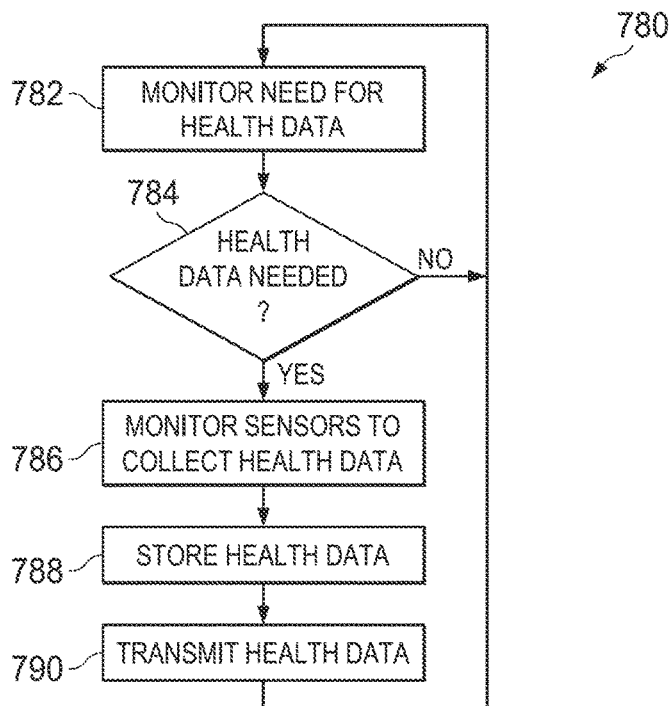 780
782
MONITOR NEED FOR
HEALTH DATA
784
HEALTH
DATA NEEDED
?
NO
YES
786
MONITOR SENSORS TO
COLLECT HEALTH DATA
788
STORE HEALTH DATA
790
TRANSMIT HEALTH DATA